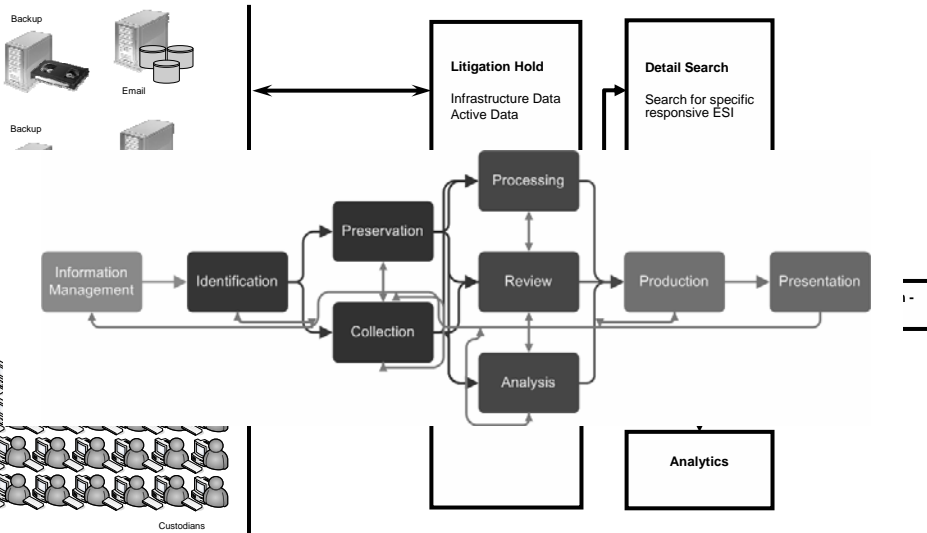 Backup
Email
Backup
Litigation Hold
Infrastructure Data
Active Data
Detail Search
Search for specific
responsive ESI
Processing
Preservation
Information
Management
Identification
Review
Production
Presentation
Collection
Analysis
Analytics
Custodians